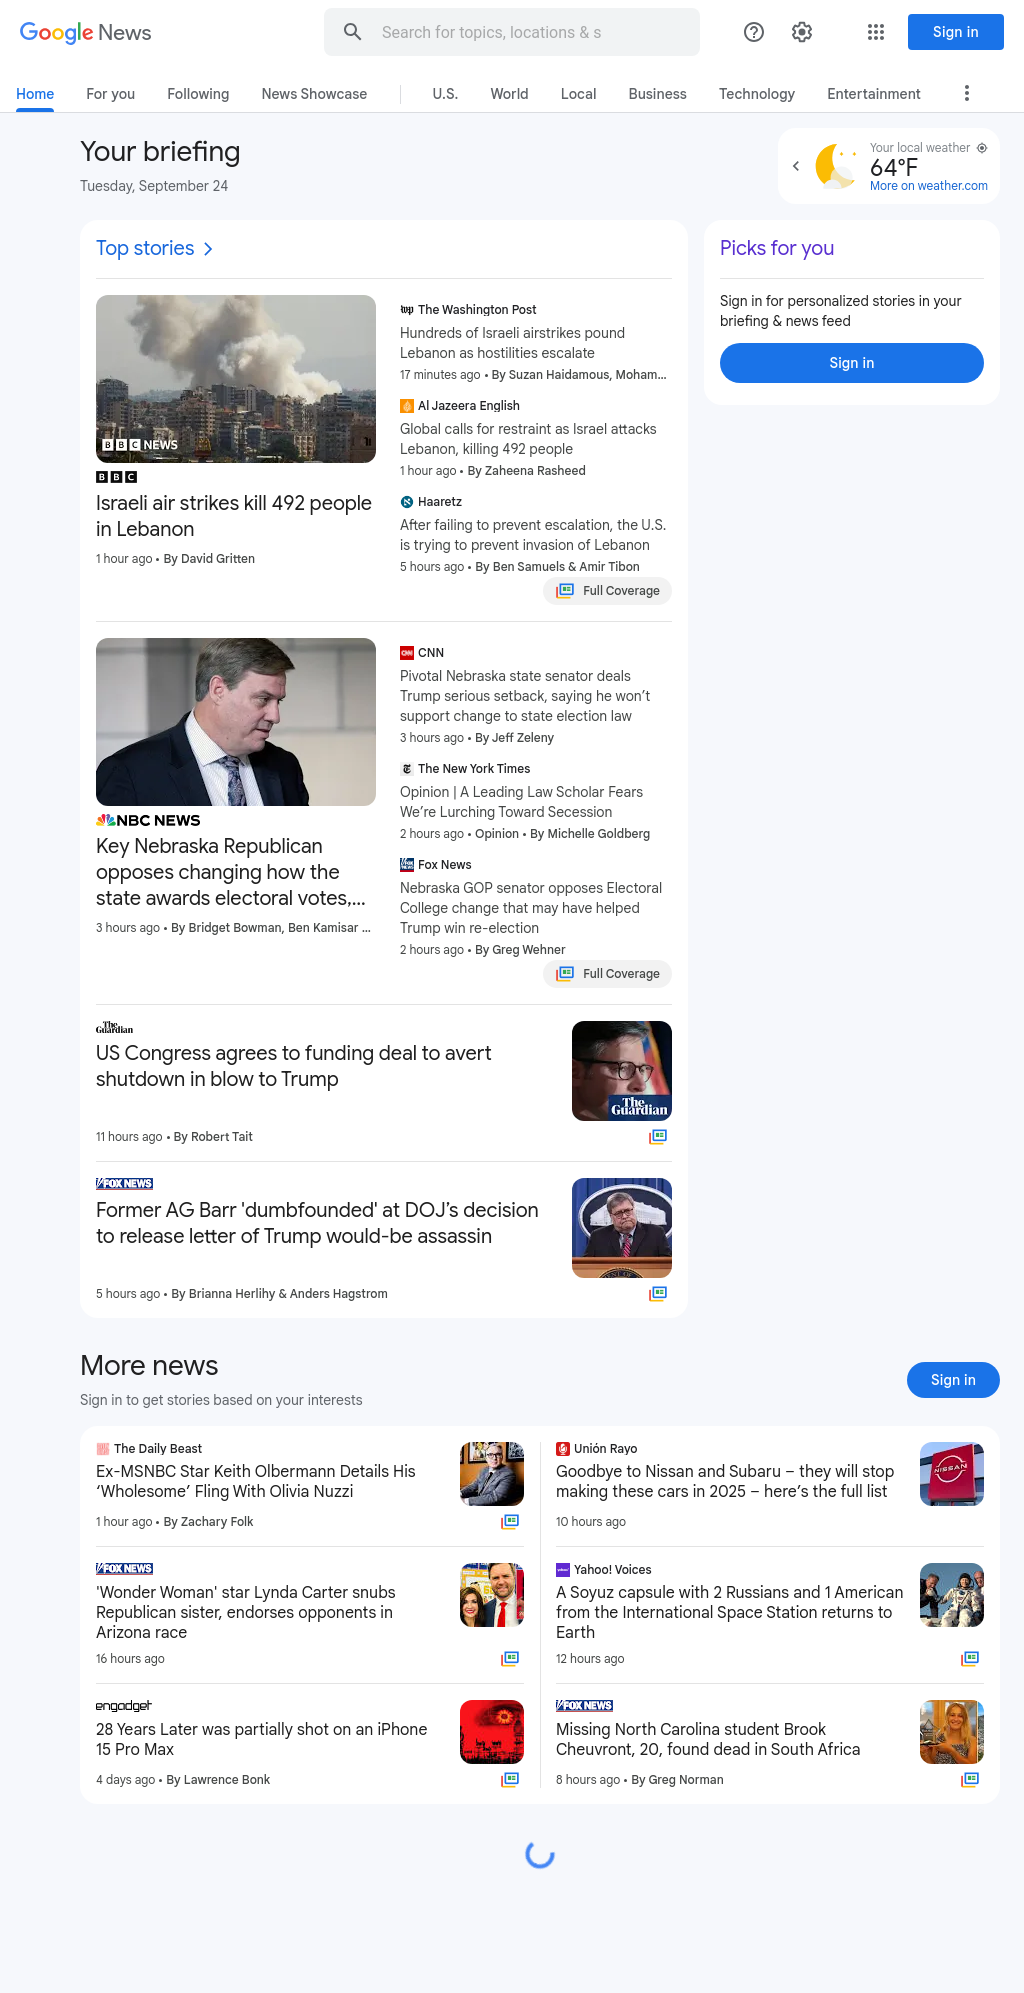 Google News
Search for topics, locations & s
Sign in
Home
For you
Following
News Showcase
U.S.
World
Local
Business
Technology
Entertainment
Your briefing
Tuesday, September 24
Your local weather
64°F
More on weather.com
Top stories
BBC NEWS
BBC
Israeli air strikes kill 492 people
in Lebanon
1 hour ago • By David Gritten
The Washington Post
Hundreds of Israeli airstrikes pound
Lebanon as hostilities escalate
17 minutes ago • By Suzan Haidamous, Moham...
Al Jazeera English
Global calls for restraint as Israel attacks
Lebanon, killing 492 people
1 hour ago • By Zaheena Rasheed
Haaretz
After failing to prevent escalation, the U.S.
is trying to prevent invasion of Lebanon
5 hours ago • By Ben Samuels & Amir Tibon
Full Coverage
Picks for you
Sign in for personalized stories in your
briefing & news feed
Sign in
NBC NEWS
Key Nebraska Republican
opposes changing how the
state awards electoral votes,...
3 hours ago • By Bridget Bowman, Ben Kamisar ...
CNN
Pivotal Nebraska state senator deals
Trump serious setback, saying he won’t
support change to state election law
3 hours ago • By Jeff Zeleny
The New York Times
Opinion | A Leading Law Scholar Fears
We’re Lurching Toward Secession
2 hours ago • Opinion • By Michelle Goldberg
Fox News
Nebraska GOP senator opposes Electoral
College change that may have helped
Trump win re-election
2 hours ago • By Greg Wehner
Full Coverage
The Guardian
US Congress agrees to funding deal to avert
shutdown in blow to Trump
11 hours ago • By Robert Tait
The Guardian
FOX NEWS
Former AG Barr 'dumbfounded' at DOJ’s decision
to release letter of Trump would-be assassin
5 hours ago • By Brianna Herlihy & Anders Hagstrom
More news
Sign in to get stories based on your interests
Sign in
The Daily Beast
Ex-MSNBC Star Keith Olbermann Details His
‘Wholesome’ Fling With Olivia Nuzzi
1 hour ago • By Zachary Folk
FOX NEWS
'Wonder Woman' star Lynda Carter snubs
Republican sister, endorses opponents in
Arizona race
16 hours ago
engadget
28 Years Later was partially shot on an iPhone
15 Pro Max
4 days ago • By Lawrence Bonk
Unión Rayo
Goodbye to Nissan and Subaru – they will stop
making these cars in 2025 – here’s the full list
10 hours ago
NISSAN
Yahoo! Voices
A Soyuz capsule with 2 Russians and 1 American
from the International Space Station returns to
Earth
12 hours ago
FOX NEWS
Missing North Carolina student Brook
Cheuvront, 20, found dead in South Africa
8 hours ago • By Greg Norman